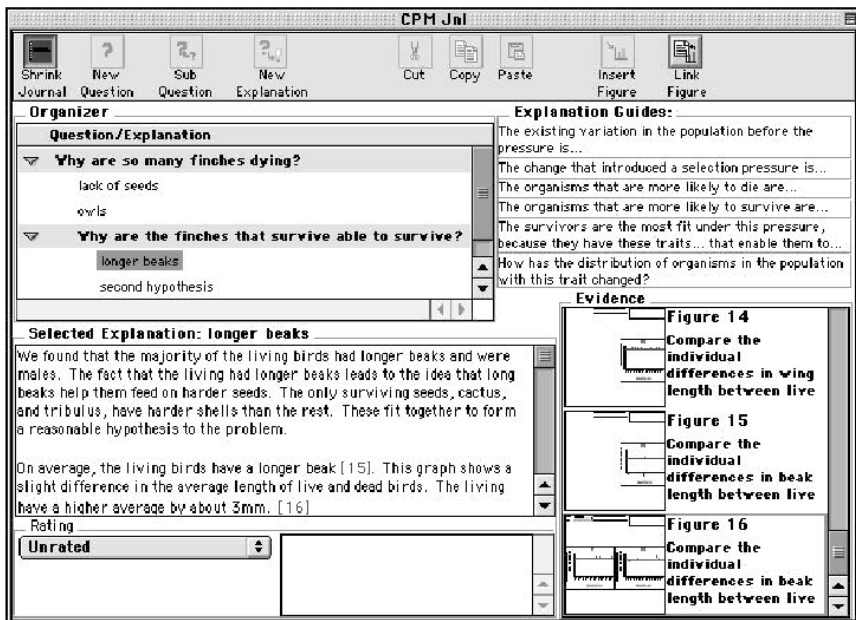 CPM Jnl
Shrink Journal
New Question
Sub Question
New Explanation
Cut
Copy
Paste
Insert Figure
Link Figure
Organizer
Question/Explanation
Why are so many finches dying?
lack of seeds
owls
Why are the finches that survive able to survive?
longer beaks
second hypothesis
Explanation Guides:
The existing variation in the population before the
pressure is...
The change that introduced a selection pressure is...
The organisms that are more likely to die are...
The organisms that are more likely to survive are...
The survivors are the most fit under this pressure,
because they have these traits... that enable them to...
How has the distribution of organisms in the population
with this trait changed?
Selected Explanation: longer beaks
We found that the majority of the living birds had longer beaks and were
males. The fact that the living had longer beaks leads to the idea that long
beaks help them feed on harder seeds. The only surviving seeds, cactus,
and tribulus, have harder shells than the rest. These fit together to form
a reasonable hypothesis to the problem.
On average, the living birds have a longer beak [15]. This graph shows a
slight difference in the average length of live and dead birds. The living
have a higher average by about 3mm. [16]
Rating
Unrated
Evidence
Figure 14
Compare the
individual
differences in wing
length between live
Figure 15
Compare the
individual
differences in beak
length between live
Figure 16
Compare the
individual
differences in beak
length between live